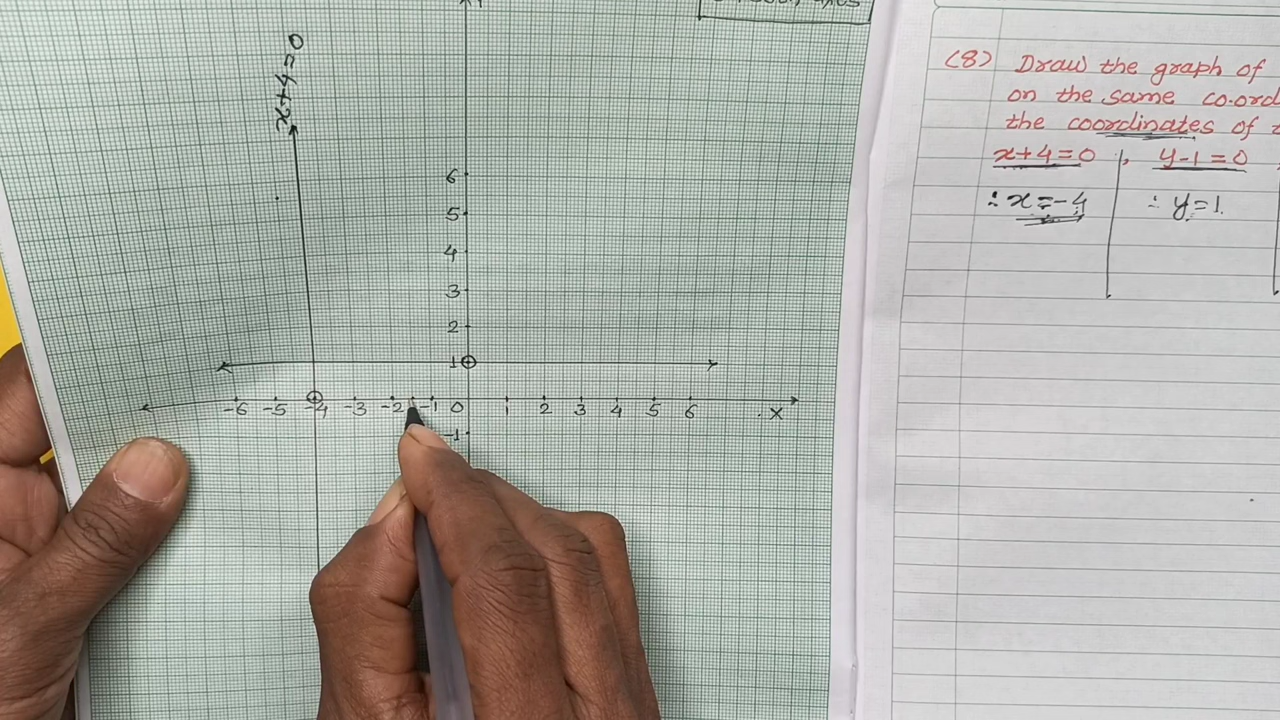 x+4=0
6
5
4
3
2
1
-6 -5 -4 -3 -2 -1 0 1 2 3 4 5 6 X
-1
(8) Draw the graph of
on the same co-ord
the coordinates of
x+4=0, y-1=0
∴ x=-4 ∴ y=1.